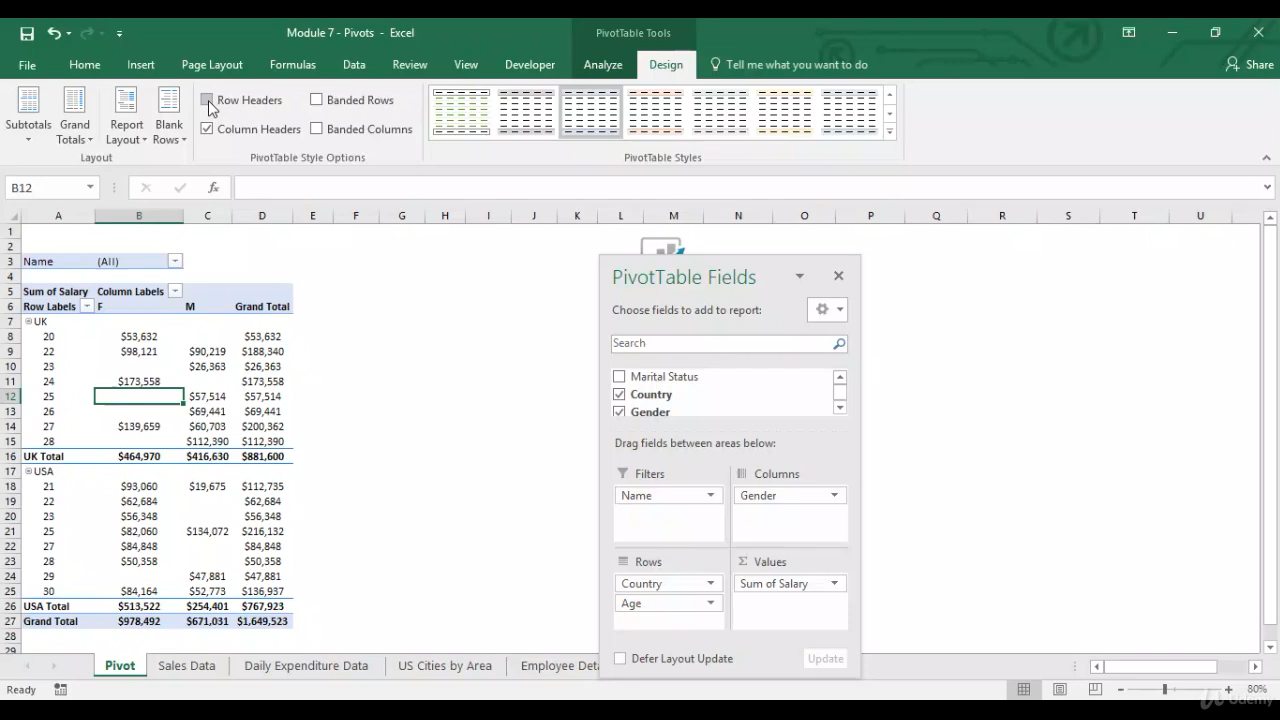 Module 7 - Pivots - Excel
PivotTable Tools
File Home Insert Page Layout Formulas Data Review View Developer Analyze Design Tell me what you want to do Share
Subtotals Grand Totals Report Layout Blank Rows
Row Headers Banded Rows
Column Headers Banded Columns
Layout PivotTable Style Options PivotTable Styles
B12 fx
A B C D E F G H I J K L M N O P Q R S T U
1
2
3 Name (All)
4
5 Sum of Salary Column Labels
6 Row Labels F M Grand Total
7 UK
8 20 $53,632 $53,632
9 22 $98,121 $90,219 $188,340
10 23 $26,363 $26,363
11 24 $173,558 $173,558
12 25 $57,514 $57,514
13 26 $69,441 $69,441
14 27 $139,659 $60,703 $200,362
15 28 $112,390 $112,390
16 UK Total $464,970 $416,630 $881,600
17 USA
18 21 $93,060 $19,675 $112,735
19 22 $62,684 $62,684
20 23 $56,348 $56,348
21 25 $82,060 $134,072 $216,132
22 27 $84,848 $84,848
23 28 $50,358 $50,358
24 29 $47,881 $47,881
25 30 $84,164 $52,773 $136,937
26 USA Total $513,522 $254,401 $767,923
27 Grand Total $978,492 $671,031 $1,649,523
28
29
PivotTable Fields
Choose fields to add to report:
Search
Marital Status
Country
Gender
Drag fields between areas below:
Filters Columns
Name Gender
Rows Values
Country Sum of Salary
Age
Defer Layout Update Update
Pivot Sales Data Daily Expenditure Data US Cities by Area Employee Deta
Ready 80%
Udemy